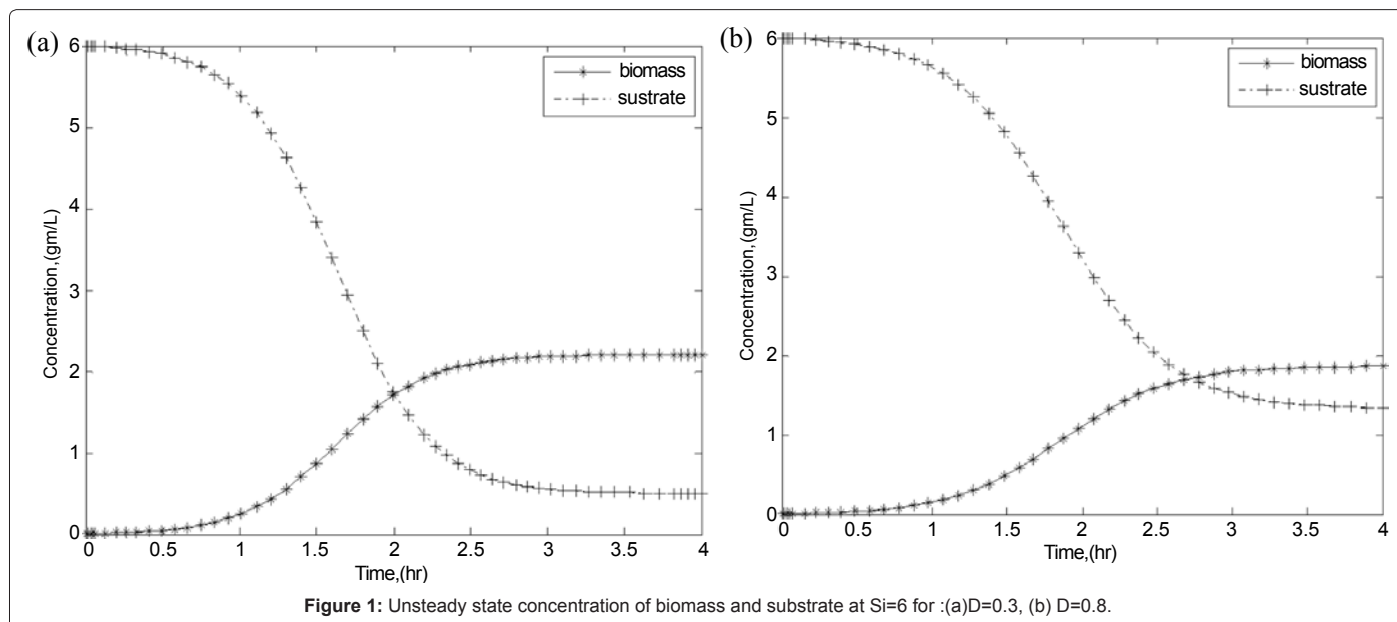 (a)
6
5
4
3
2
1
0
Concentration,(gm/L)
0 0.5 1 1.5 2 2.5 3 3.5 4
Time,(hr)
biomass
sustrate
(b)
6
5
4
3
2
1
0
Concentration,(gm/L)
0 0.5 1 1.5 2 2.5 3 3.5 4
Time,(hr)
biomass
sustrate
Figure 1: Unsteady state concentration of biomass and substrate at Si=6 for :(a)D=0.3, (b) D=0.8.